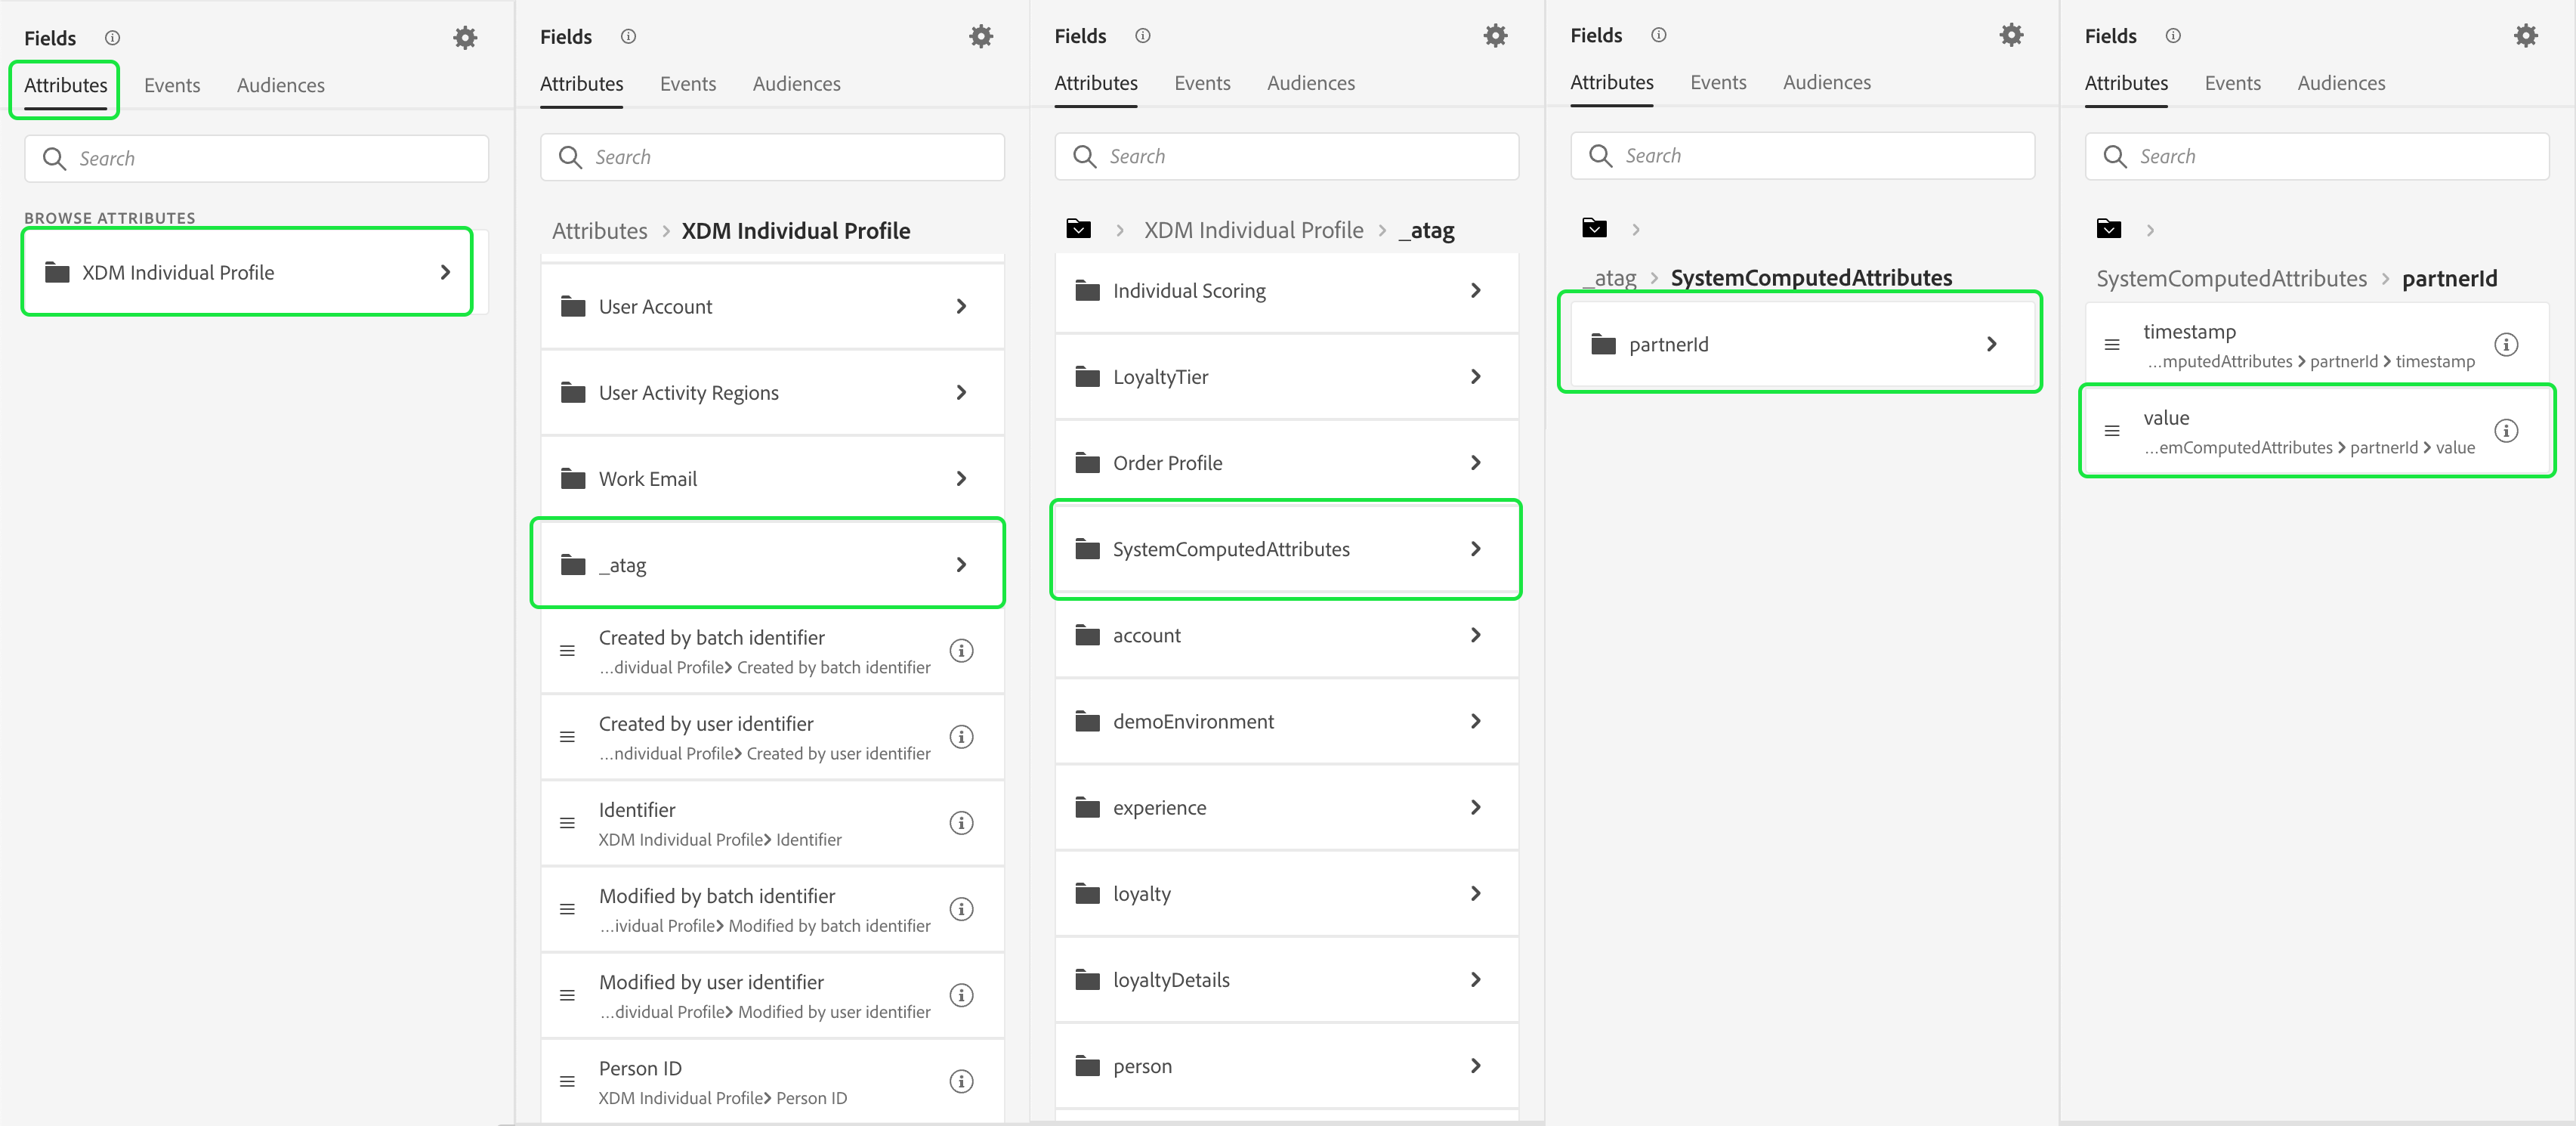 Fields
Attributes Events Audiences
Search
BROWSE ATTRIBUTES
XDM Individual Profile
Fields
Attributes Events Audiences
Search
Attributes > XDM Individual Profile
User Account
User Activity Regions
Work Email
_atag
Created by batch identifier
...dividual Profile> Created by batch identifier
Created by user identifier
...ndividual Profile> Created by user identifier
Identifier
XDM Individual Profile> Identifier
Modified by batch identifier
...ividual Profile> Modified by batch identifier
Modified by user identifier
...dividual Profile> Modified by user identifier
Person ID
XDM Individual Profile> Person ID
Fields
Attributes Events Audiences
Search
> XDM Individual Profile > _atag
Individual Scoring
LoyaltyTier
Order Profile
SystemComputedAttributes
account
demoEnvironment
experience
loyalty
loyaltyDetails
person
Fields
Attributes Events Audiences
Search
>
_atag > SystemComputedAttributes
partnerId
Fields
Attributes Events Audiences
Search
>
SystemComputedAttributes > partnerId
timestamp
...mputedAttributes > partnerId > timestamp
value
...emComputedAttributes > partnerId > value